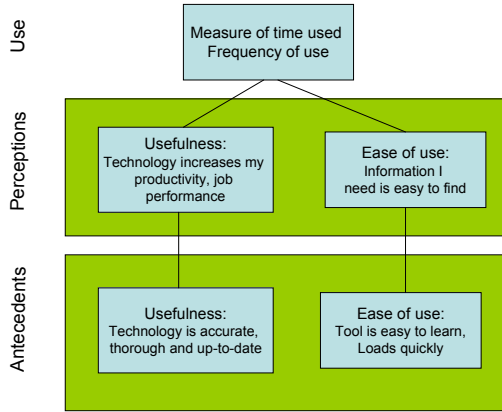 Use
Measure of time used
Frequency of use
Perceptions
Usefulness:
Technology increases my
productivity, job
performance
Ease of use:
Information I
need is easy to find
Antecedents
Usefulness:
Technology is accurate,
thorough and up-to-date
Ease of use:
Tool is easy to learn,
Loads quickly